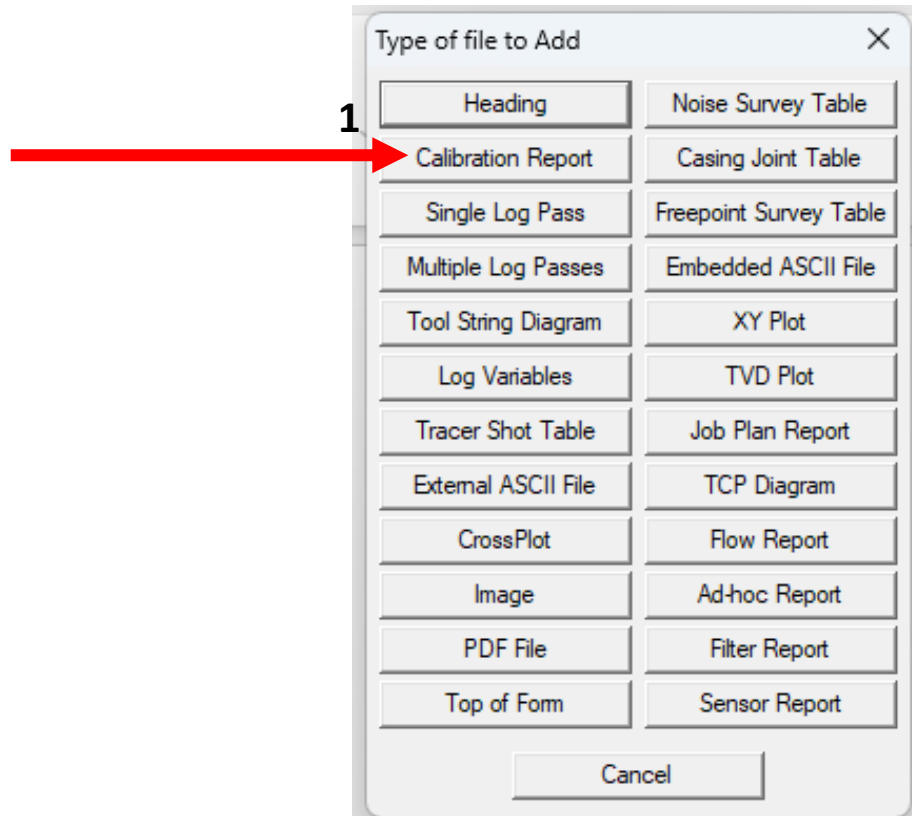 Type of file to Add
1
Heading
Noise Survey Table
Calibration Report
Casing Joint Table
Single Log Pass
Freepoint Survey Table
Multiple Log Passes
Embedded ASCII File
Tool String Diagram
XY Plot
Log Variables
TVD Plot
Tracer Shot Table
Job Plan Report
External ASCII File
TCP Diagram
CrossPlot
Flow Report
Image
Ad-hoc Report
PDF File
Filter Report
Top of Form
Sensor Report
Cancel